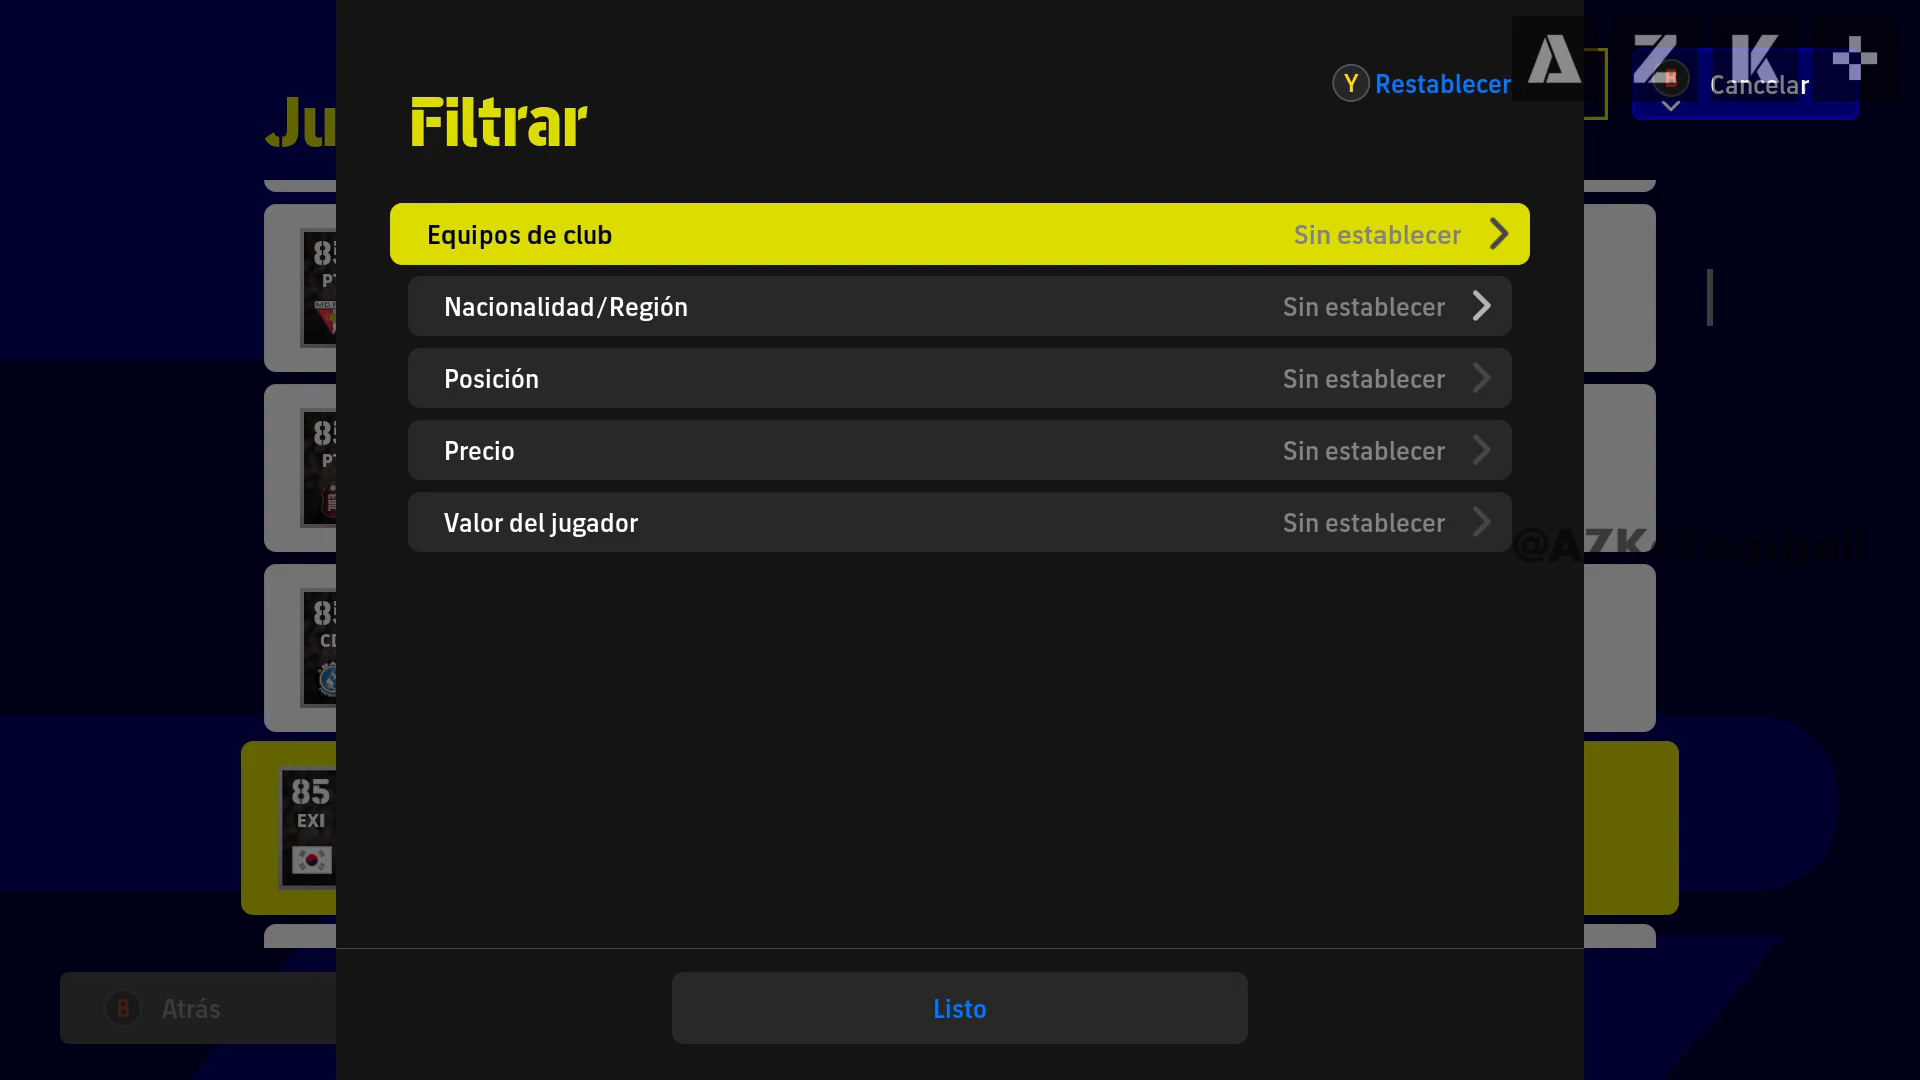 A Z K
Y Restablecer
B Cancelar
Filtrar
Equipos de club Sin establecer
Nacionalidad/Región Sin establecer
Posición Sin establecer
Precio Sin establecer
Valor del jugador Sin establecer
85
EXI
B Atrás
Listo